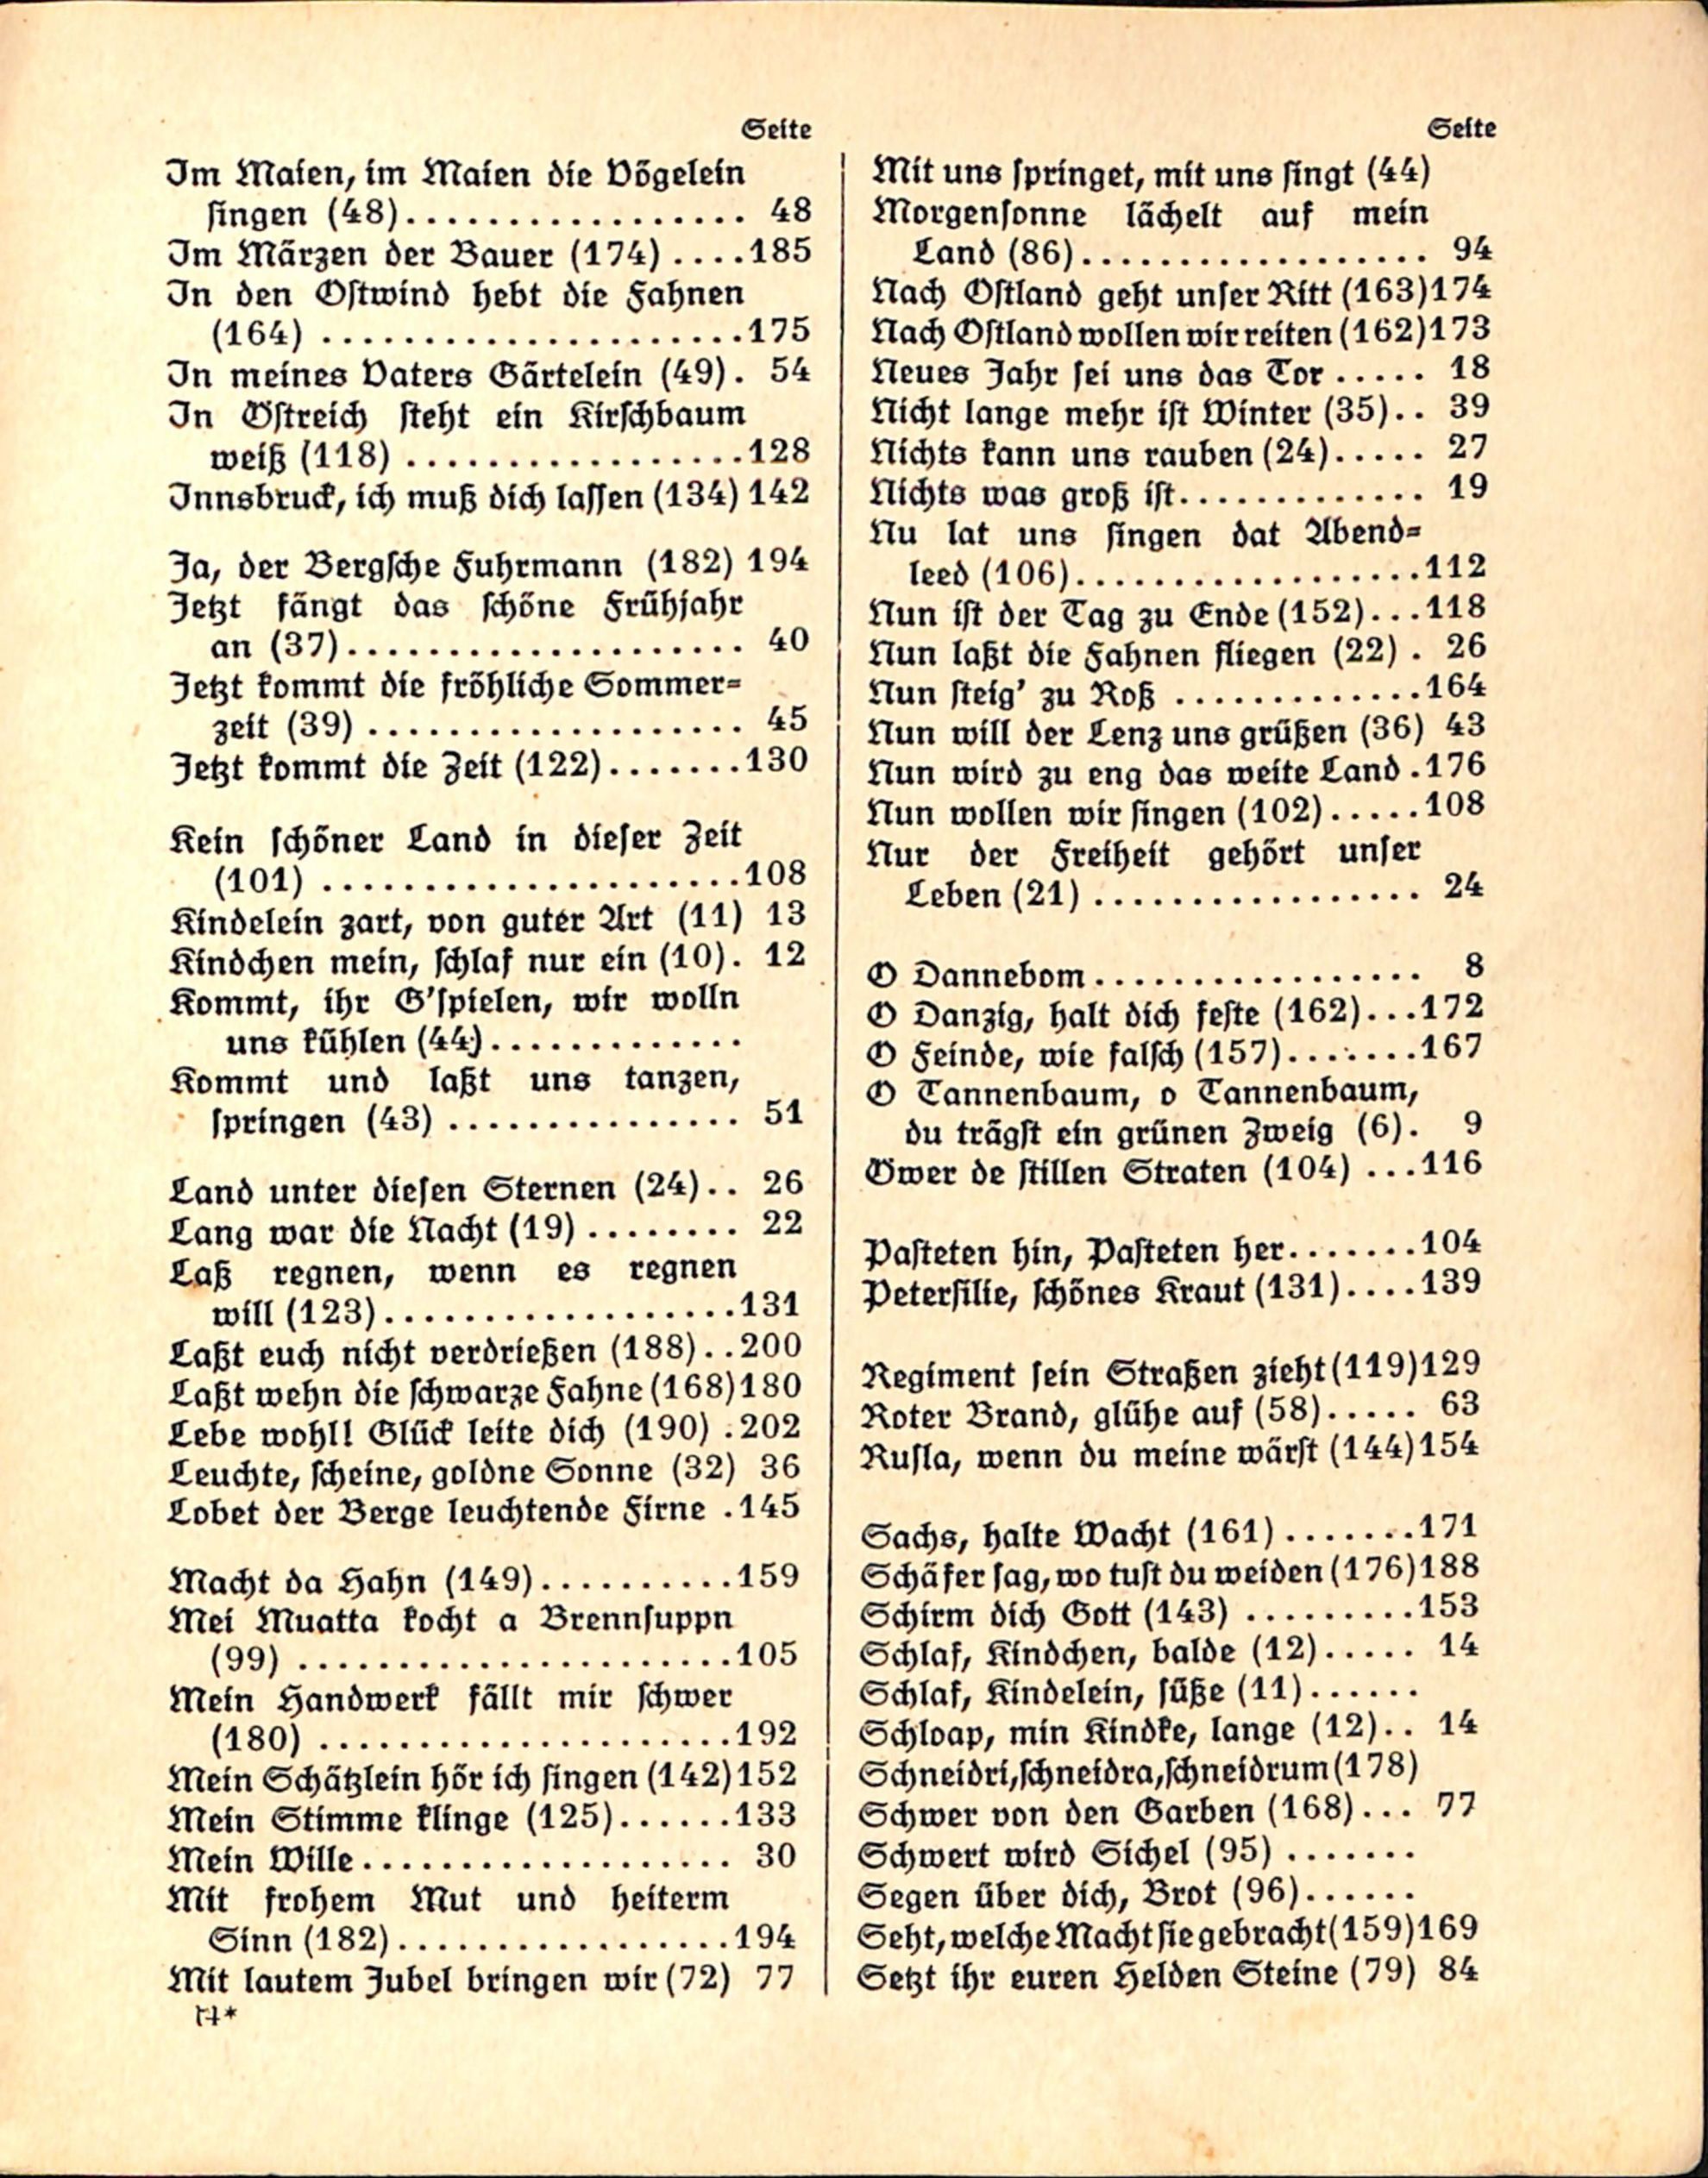 Seite
Im Maien, im Maien die Vögelein
singen (48)................. 48
Im Märzen der Bauer (174) ....185
In den Ostwind hebt die Fahnen
(164) .....................175
In meines Vaters Gärtelein (49). 54
In Östreich steht ein Kirschbaum
weiß (118) .................128
Innsbruck, ich muß dich lassen (134) 142
Ja, der Bergsche Fuhrmann (182) 194
Jetzt fängt das schöne Frühjahr
an (37).................... 40
Jetzt kommt die fröhliche Sommer=
zeit (39) ................... 45
Jetzt kommt die Zeit (122).......130
Kein schöner Land in dieser Zeit
(101) .....................108
Kindelein zart, von guter Art (11) 13
Kindchen mein, schlaf nur ein (10). 12
Kommt, ihr G'spielen, wir wolln
uns kühlen (44).............
Kommt und laßt uns tanzen,
springen (43) ............... 51
Land unter diesen Sternen (24).. 26
Lang war die Nacht (19) ........ 22
Laß regnen, wenn es regnen
will (123)..................131
Laßt euch nicht verdrießen (188)..200
Laßt wehn die schwarze Fahne (168)180
Lebe wohl! Glück leite dich (190) .202
Leuchte, scheine, goldne Sonne (32) 36
Lobet der Berge leuchtende Firne .145
Macht da Hahn (149)..........159
Mei Muatta kocht a Brennsuppn
(99) ......................105
Mein Handwerk fällt mir schwer
(180) .....................192
Mein Schätzlein hör ich singen (142)152
Mein Stimme klinge (125)......133
Mein Wille................... 30
Mit frohem Mut und heiterm
Sinn (182).................194
Mit lautem Jubel bringen wir (72) 77
14*
Seite
Mit uns springet, mit uns singt (44)
Morgensonne lächelt auf mein
Land (86).................. 94
Nach Ostland geht unser Ritt (163)174
Nach Ostland wollen wir reiten (162)173
Neues Jahr sei uns das Tor ..... 18
Nicht lange mehr ist Winter (35).. 39
Nichts kann uns rauben (24)..... 27
Nichts was groß ist............. 19
Nu lat uns singen dat Abend=
leed (106)..................112
Nun ist der Tag zu Ende (152)...118
Nun laßt die Fahnen fliegen (22) . 26
Nun steig' zu Roß .............164
Nun will der Lenz uns grüßen (36) 43
Nun wird zu eng das weite Land .176
Nun wollen wir singen (102).....108
Nur der Freiheit gehört unser
Leben (21) ................. 24
O Dannebom................. 8
O Danzig, halt dich feste (162)...172
O Feinde, wie falsch (157).......167
O Tannenbaum, o Tannenbaum,
du trägst ein grünen Zweig (6). 9
Öwer de stillen Straten (104) ...116
Pasteten hin, Pasteten her.......104
Petersilie, schönes Kraut (131)....139
Regiment sein Straßen zieht (119)129
Roter Brand, glühe auf (58)..... 63
Rusla, wenn du meine wärst (144)154
Sachs, halte Wacht (161) .......171
Schäfer sag, wo tust du weiden (176)188
Schirm dich Gott (143) .........153
Schlaf, Kindchen, balde (12)..... 14
Schlaf, Kindelein, süße (11)......
Schloap, min Kindke, lange (12).. 14
Schneidri, schneidra, schneidrum (178)
Schwer von den Garben (168)... 77
Schwert wird Sichel (95) .......
Segen über dich, Brot (96)......
Seht, welche Macht sie gebracht (159)169
Setzt ihr euren Helden Steine (79) 84